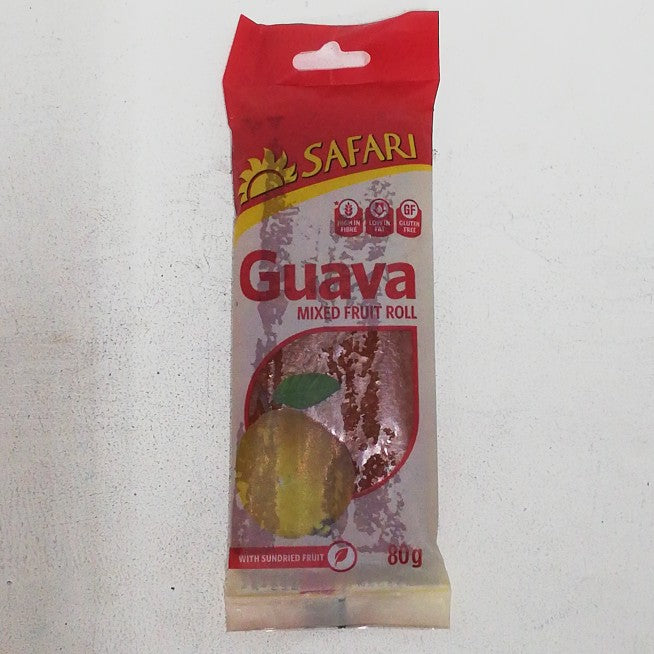 SAFARI
*HIGH IN
FIBRE
LOW IN
FAT
GF
GLUTEN
FREE
Guava
MIXED FRUIT ROLL
WITH SUNDRIED FRUIT
80g